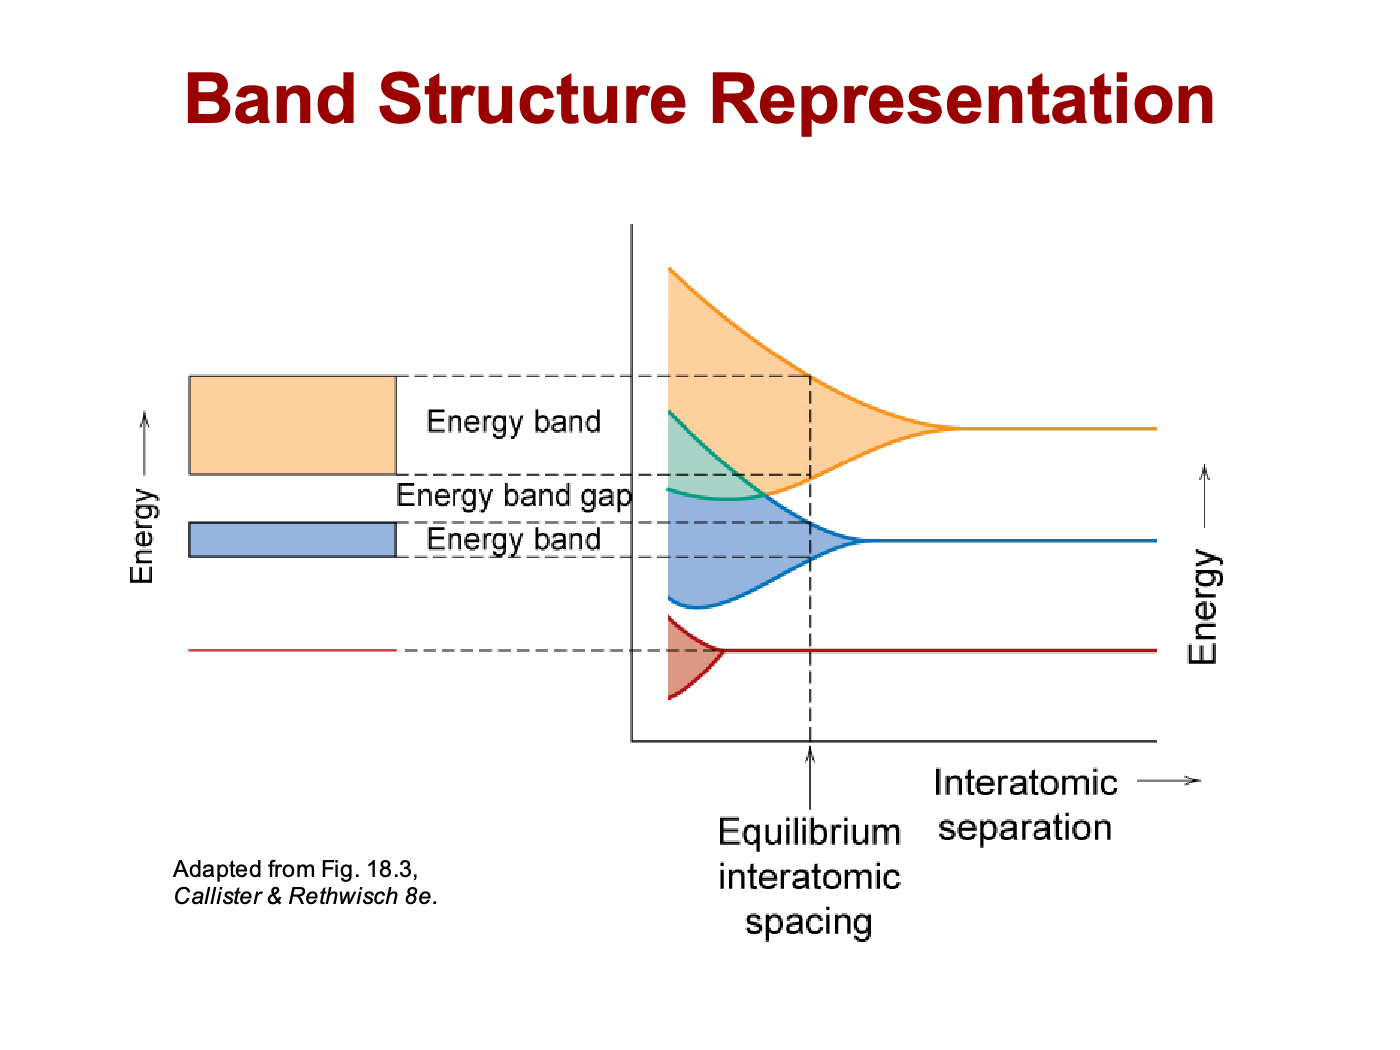 Band Structure Representation
Energy band
Energy band gap
Energy band
Energy
Energy
Interatomic
separation
Equilibrium
interatomic
spacing
Adapted from Fig. 18.3,
Callister & Rethwisch 8e.